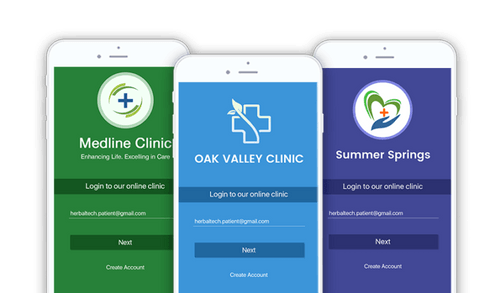 Medline Clinic
Enhancing Life. Excelling in Care
Login to our online clinic
herbaltech.patient@gmail.com
Next
Create Account
OAK VALLEY CLINIC
Login to our online clinic
herbaltech.patient@gmail.com
Next
Create Account
Summer Springs
Login to our online clinic
herbaltech.patient@gmail.com
Next
Create Account